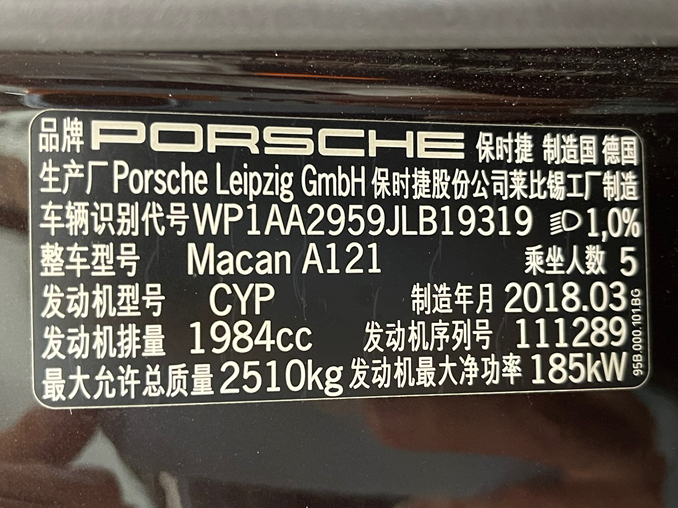 品牌 PORSCHE 保时捷 制造国 德国
生产厂 Porsche Leipzig GmbH 保时捷股份公司莱比锡工厂制造
车辆识别代号 WP1AA2959JLB19319 1,0%
整车型号 Macan A121 乘坐人数 5
发动机型号 CYP 制造年月 2018.03
发动机排量 1984cc 发动机序列号 111289
最大允许总质量 2510kg 发动机最大净功率 185kW
95B.000.101.BG